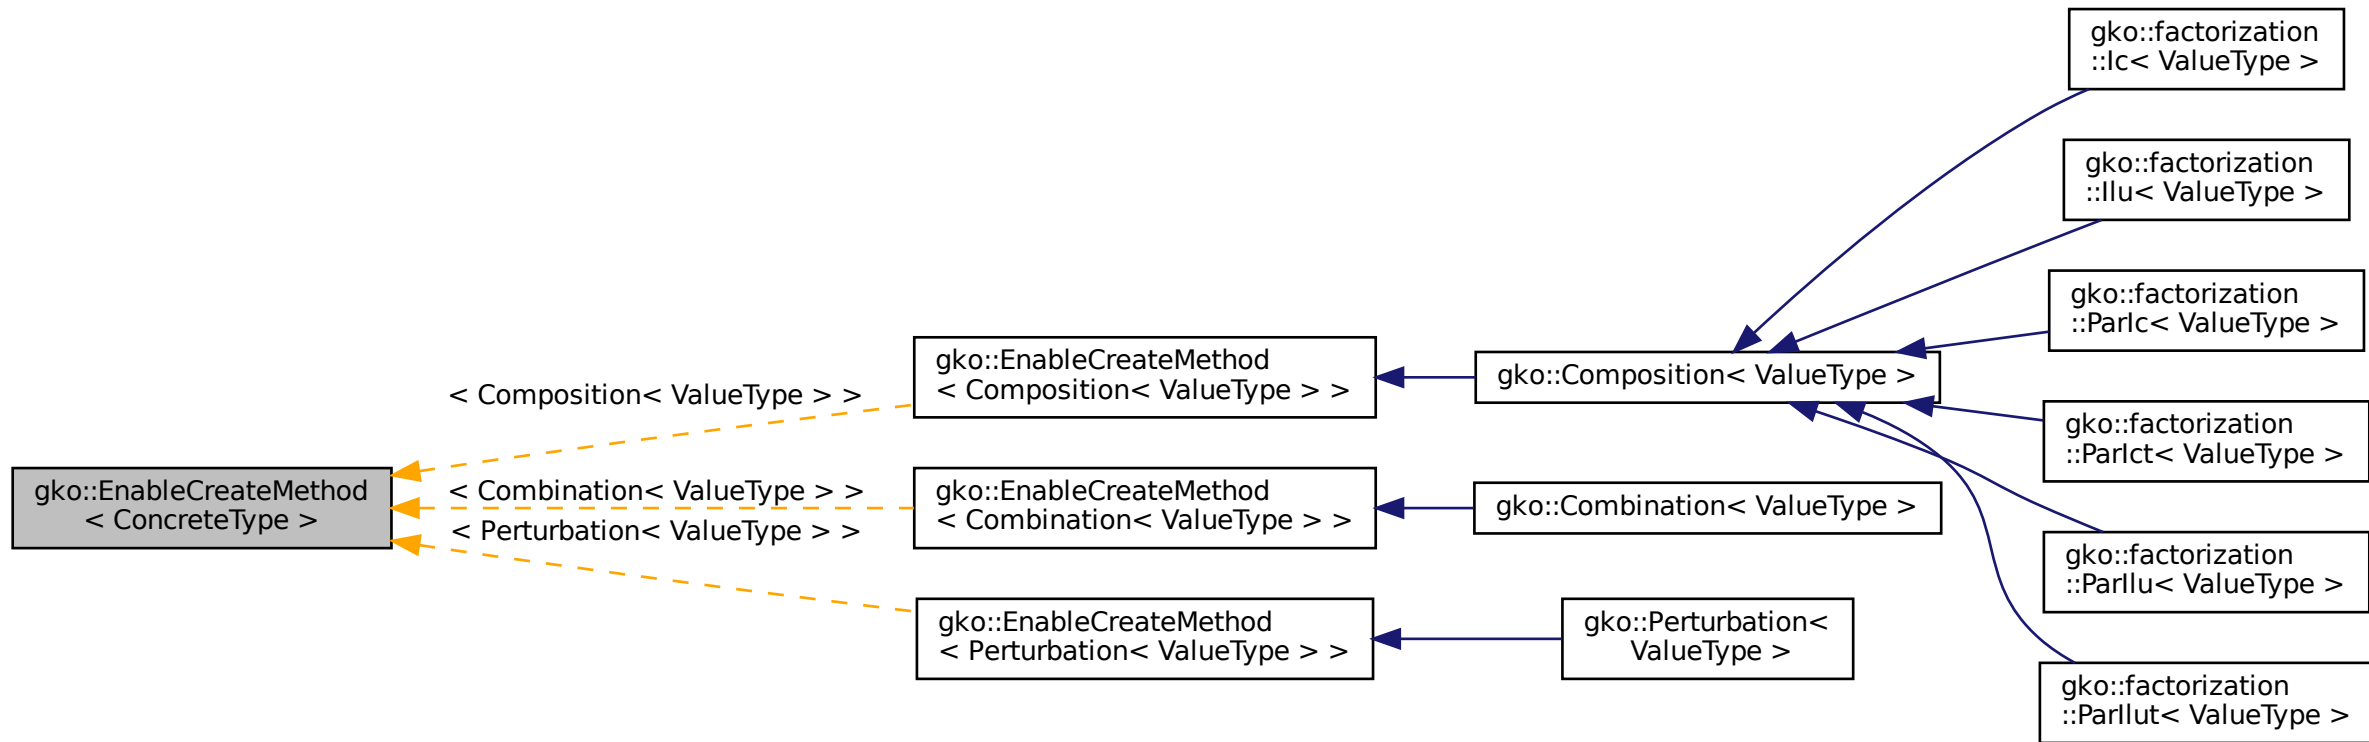 gko::EnableCreateMethod
< ConcreteType >
< Composition< ValueType > >
< Combination< ValueType > >
< Perturbation< ValueType > >
gko::EnableCreateMethod
< Composition< ValueType > >
gko::EnableCreateMethod
< Combination< ValueType > >
gko::EnableCreateMethod
< Perturbation< ValueType > >
gko::Composition< ValueType >
gko::Combination< ValueType >
gko::Perturbation<
ValueType >
gko::factorization
::Ic< ValueType >
gko::factorization
::Ilu< ValueType >
gko::factorization
::ParIc< ValueType >
gko::factorization
::ParIct< ValueType >
gko::factorization
::ParIlu< ValueType >
gko::factorization
::ParIlut< ValueType >